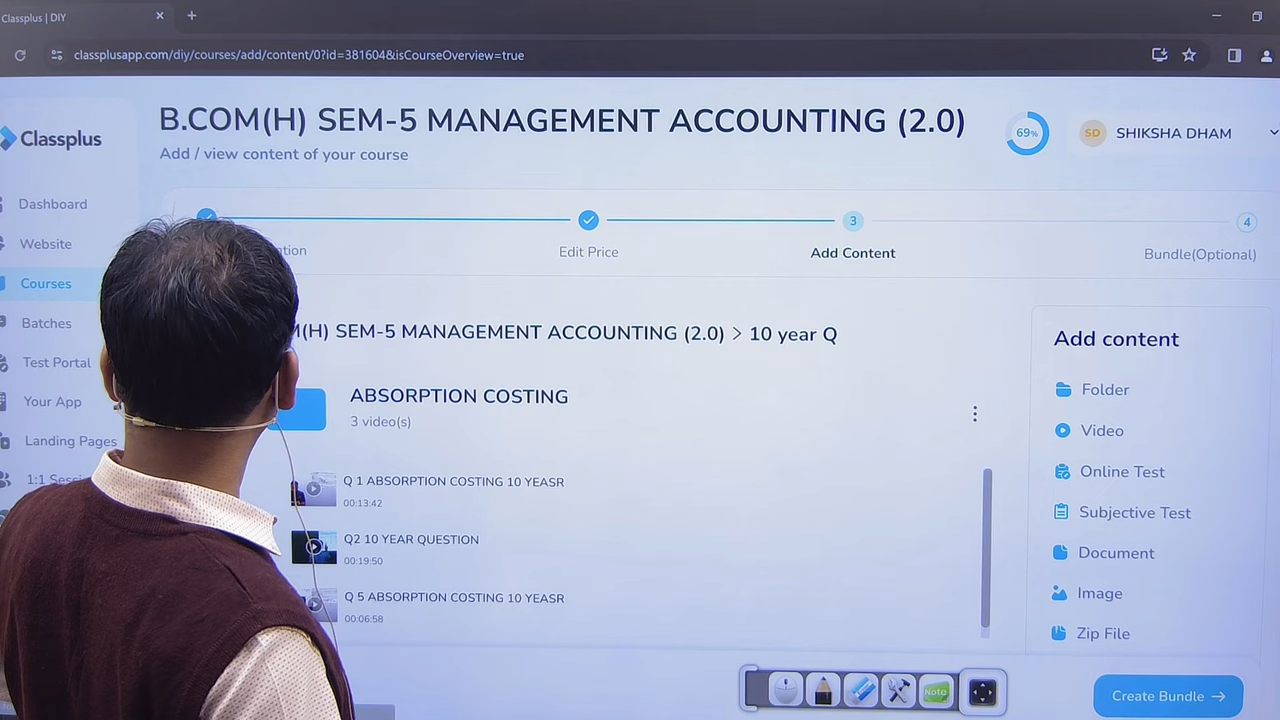 Classplus | DIY
classplusapp.com/diy/courses/add/content/0?id=381604&isCourseOverview=true
Classplus
B.COM(H) SEM-5 MANAGEMENT ACCOUNTING (2.0)
Add / view content of your course
69%
SD
SHIKSHA DHAM
Dashboard
Website
Courses
Batches
Test Portal
Your App
Landing Pages
1:1
Edit Price
3
Add Content
4
Bundle(Optional)
SEM-5 MANAGEMENT ACCOUNTING (2.0) > 10 year Q
ABSORPTION COSTING
3 video(s)
Q 1 ABSORPTION COSTING 10 YEASR
00:13:42
Q2 10 YEAR QUESTION
00:19:50
Q 5 ABSORPTION COSTING 10 YEASR
00:06:58
Add content
Folder
Video
Online Test
Subjective Test
Document
Image
Zip File
Note
Create Bundle →